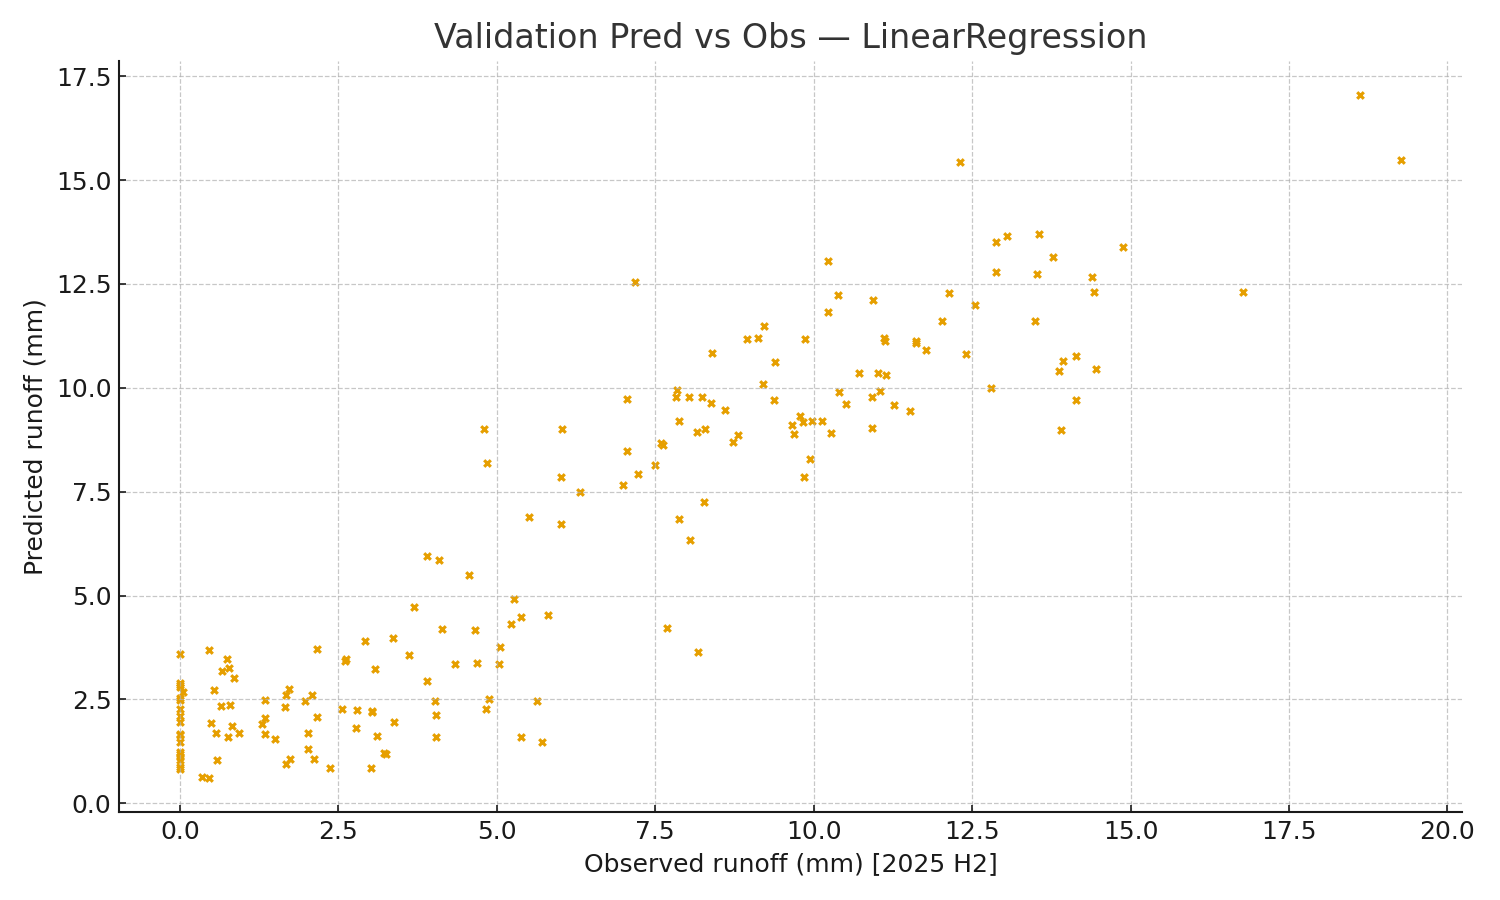 Validation Pred vs Obs — LinearRegression
Predicted runoff (mm)
17.5
15.0
12.5
10.0
7.5
5.0
2.5
0.0
0.0 2.5 5.0 7.5 10.0 12.5 15.0 17.5 20.0
Observed runoff (mm) [2025 H2]